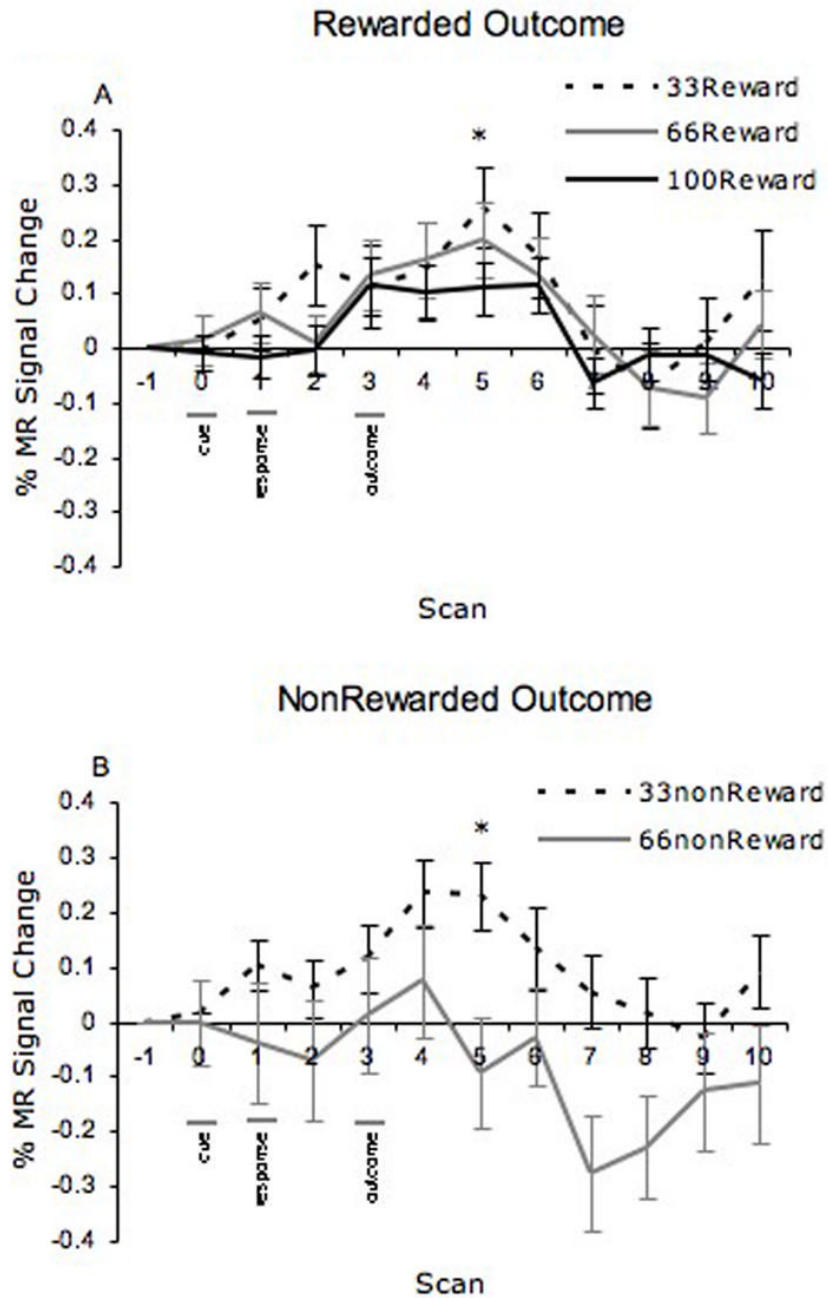 Rewarded Outcome
A
33Reward
66Reward
100Reward
*
0.4
0.3
0.2
0.1
0
-0.1
-0.2
-0.3
-0.4
% MR Signal Change
-1 0 1 2 3 4 5 6 7 8 9 10
cue
response
outcome
Scan
NonRewarded Outcome
B
33nonReward
66nonReward
*
0.4
0.3
0.2
0.1
0
-0.1
-0.2
-0.3
-0.4
% MR Signal Change
-1 0 1 2 3 4 5 6 7 8 9 10
cue
response
outcome
Scan